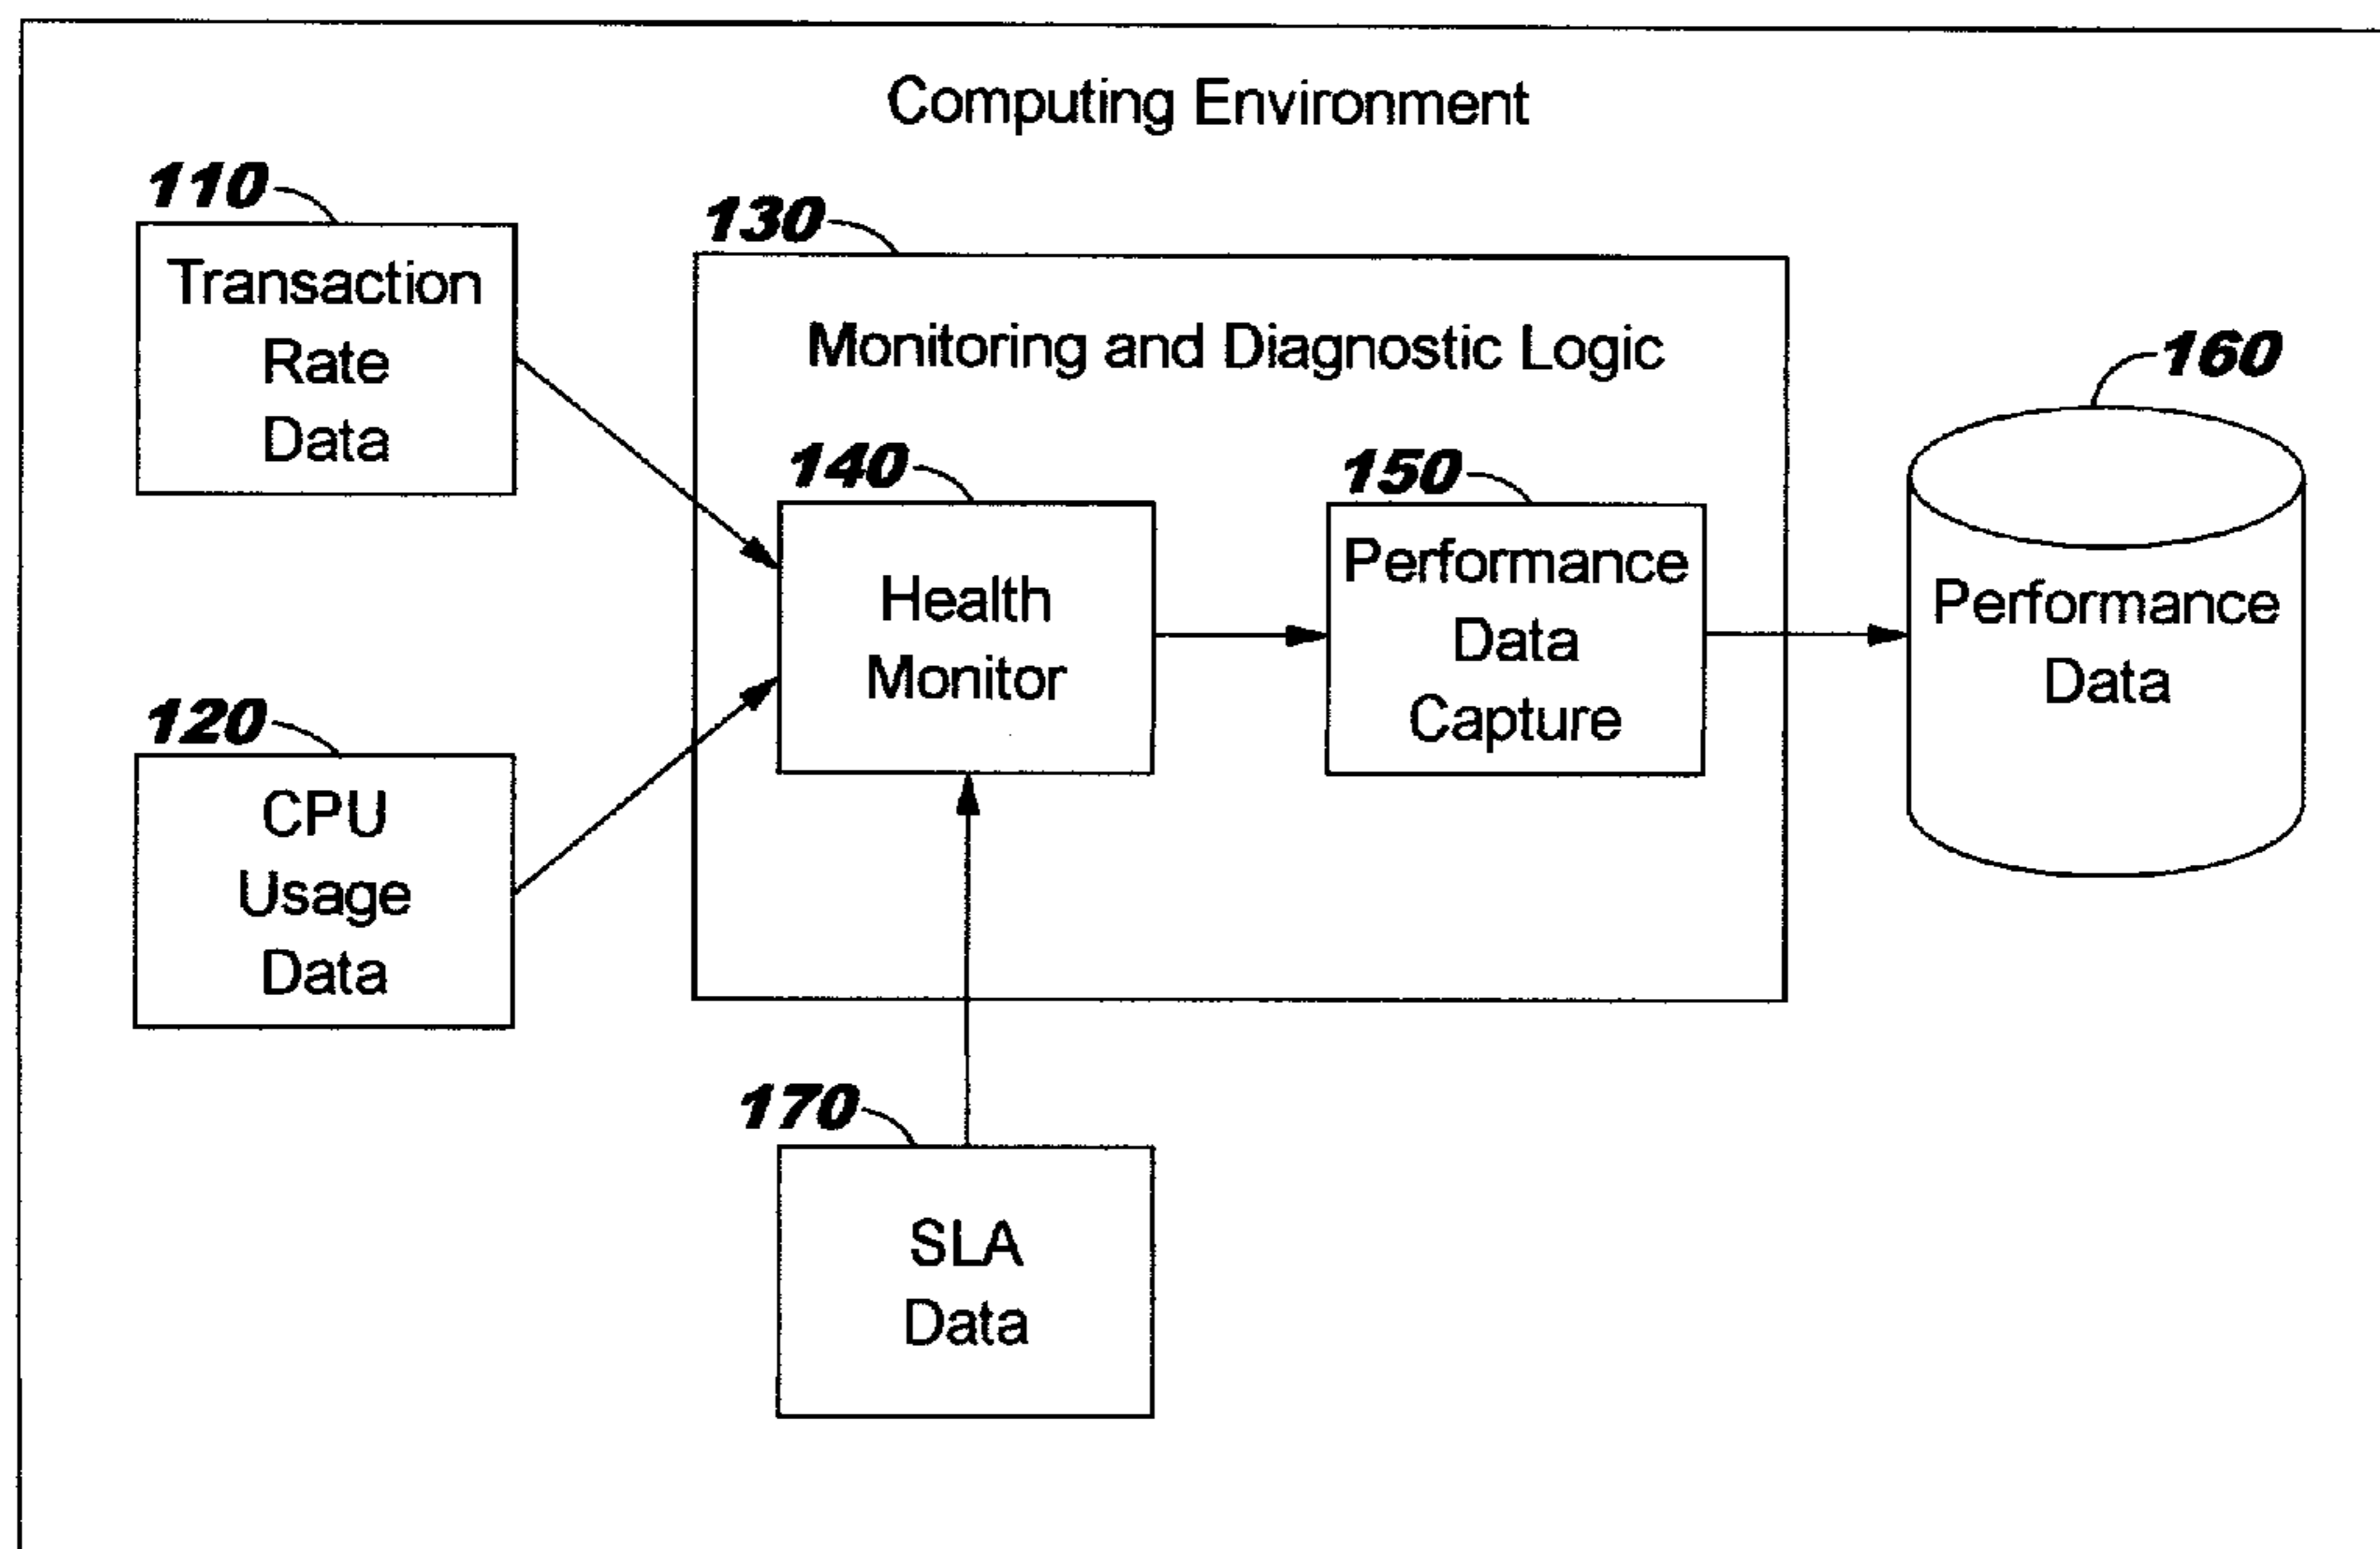 Computing Environment
110
Transaction
Rate
Data
130
Monitoring and Diagnostic Logic
160
140
Health
Monitor
150
Performance
Data
Capture
Performance
Data
120
CPU
Usage
Data
170
SLA
Data